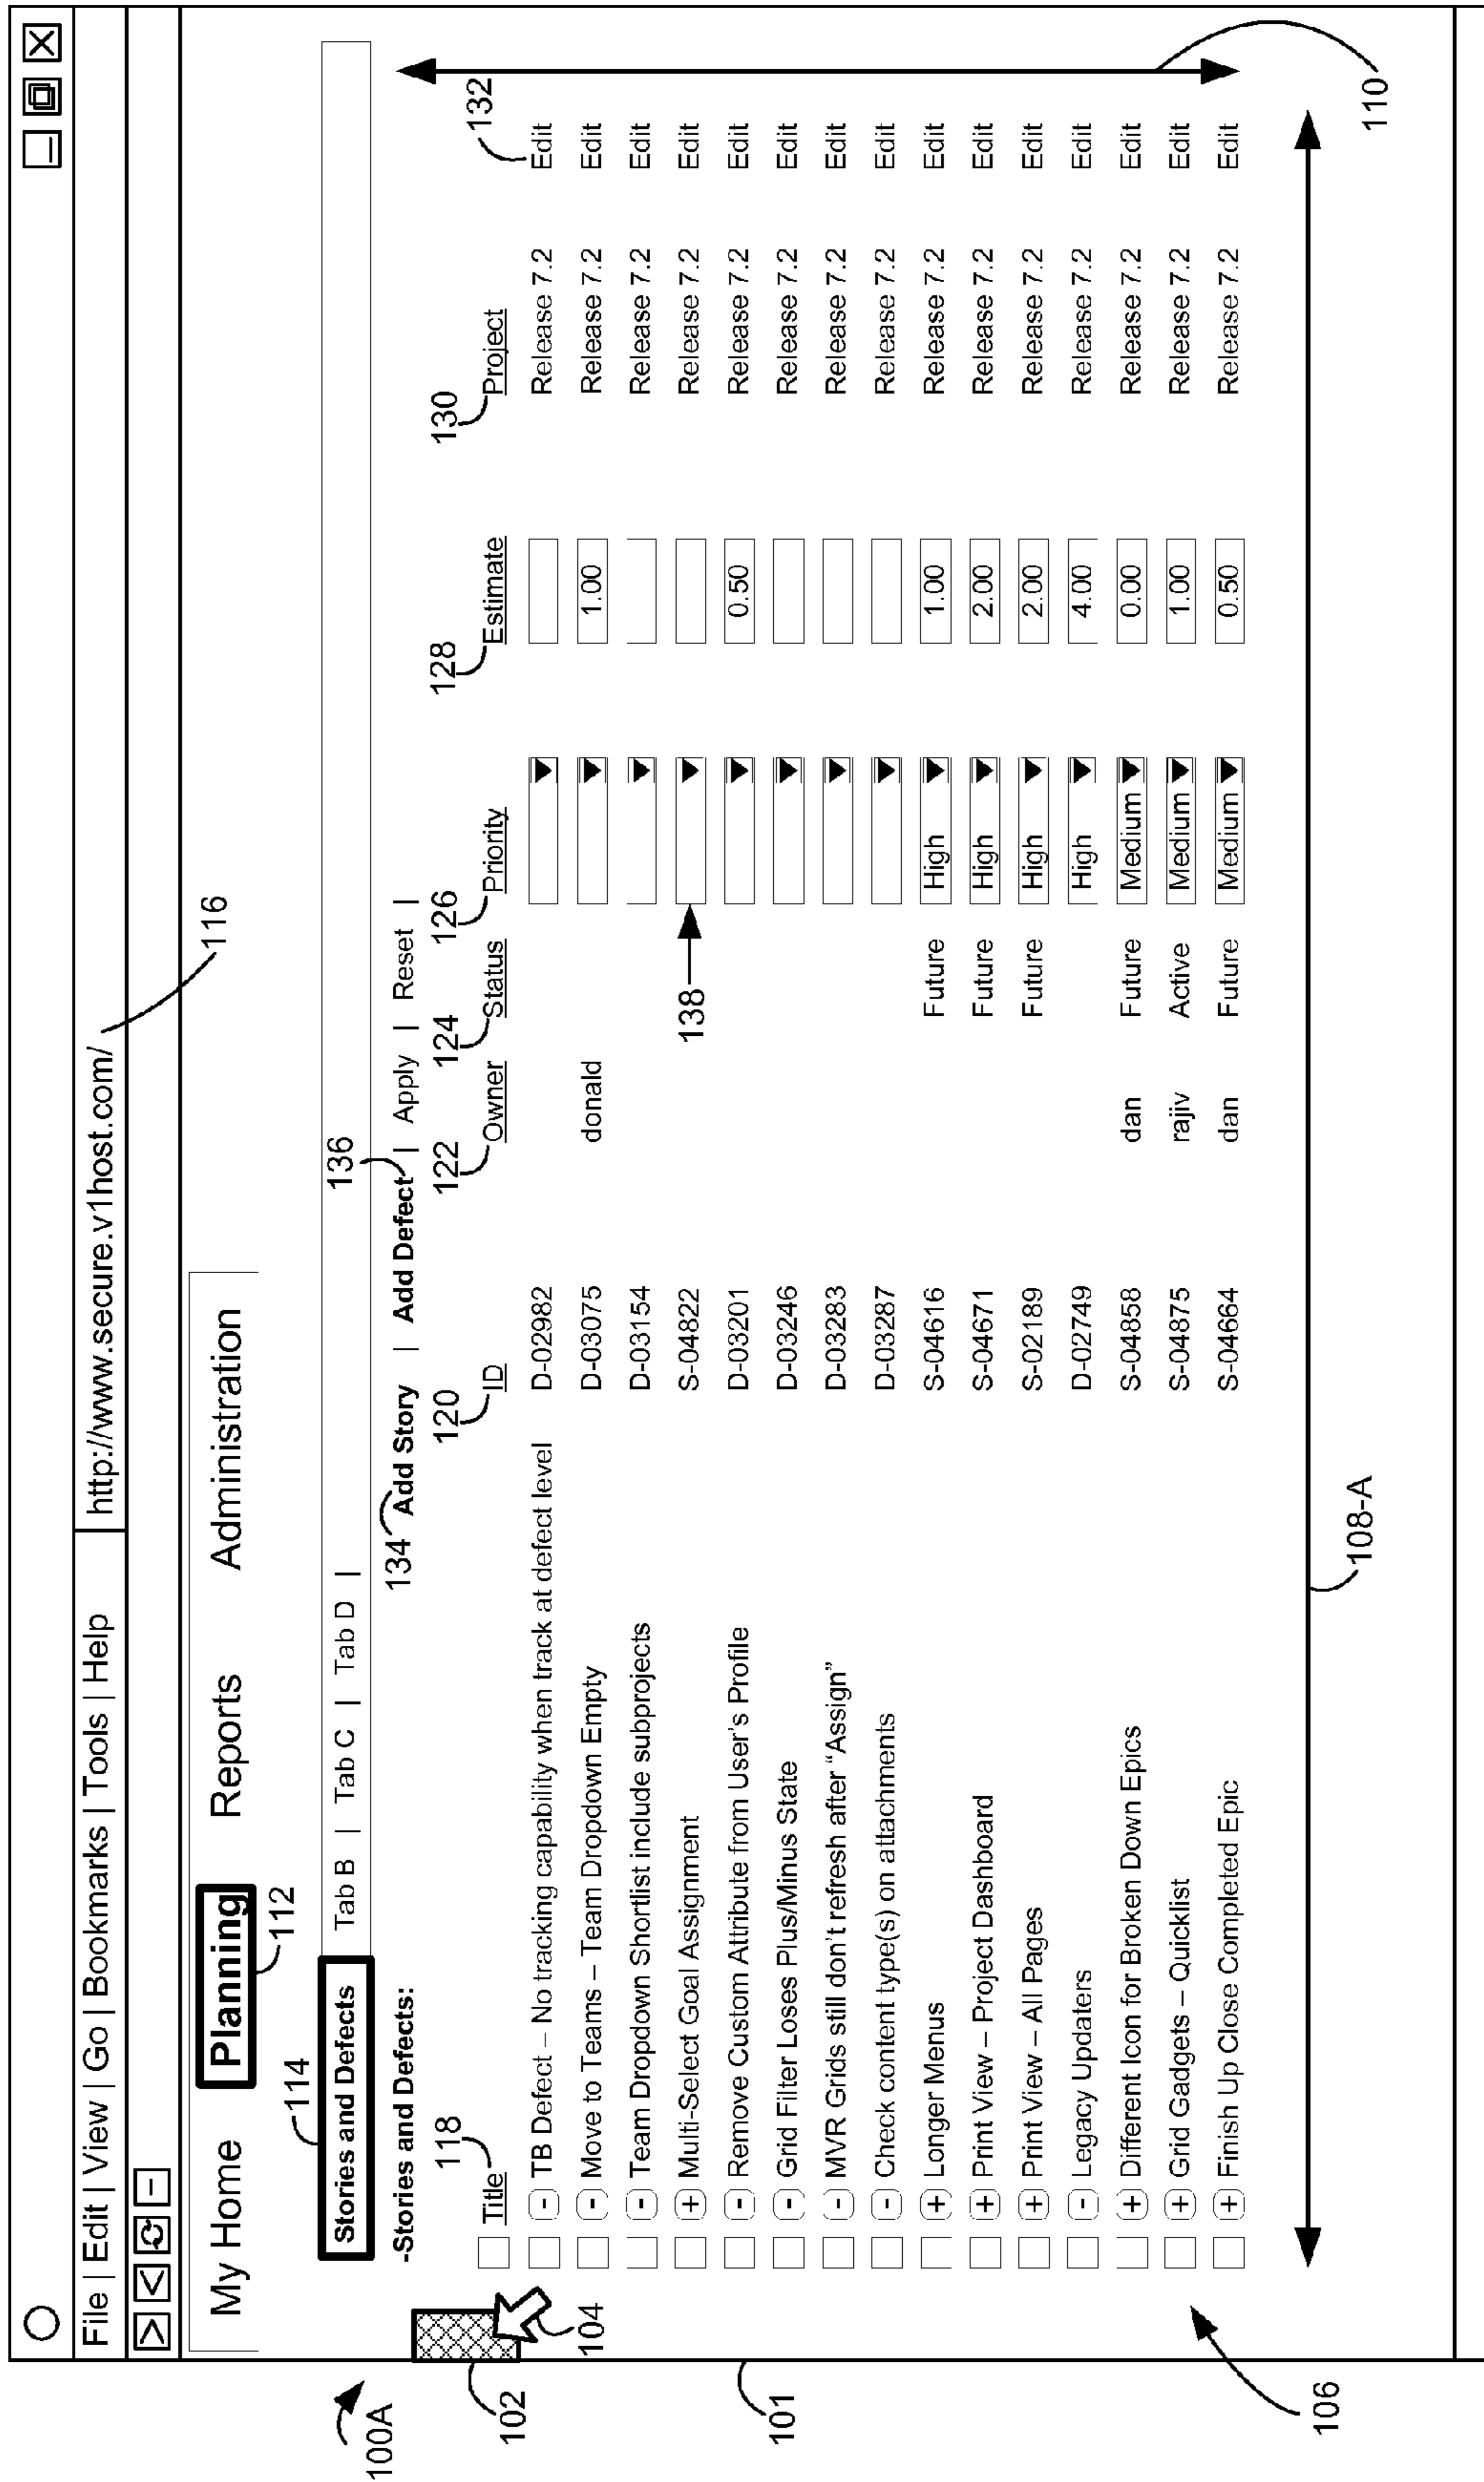 File | Edit | View | Go | Bookmarks | Tools | Help http://www.secure.v1host.com/
116
My Home Planning Reports Administration
112
114
136
Stories and Defects Tab B | Tab C | Tab D |
100A
-Stories and Defects: 134 Add Story | Add Defect | Apply | Reset |
118 120 122 124 126 128 130 132
Title ID Owner Status Priority Estimate Project
102
(-) TB Defect – No tracking capability when track at defect level D-02982 Release 7.2 Edit
104
(-) Move to Teams – Team Dropdown Empty D-03075 donald 1.00 Release 7.2 Edit
(-) Team Dropdown Shortlist include subprojects D-03154 Release 7.2 Edit
(+) Multi-Select Goal Assignment S-04822 138 Release 7.2 Edit
(-) Remove Custom Attribute from User's Profile D-03201 0.50 Release 7.2 Edit
101
(-) Grid Filter Loses Plus/Minus State D-03246 Release 7.2 Edit
(-) MVR Grids still don't refresh after “Assign” D-03283 Release 7.2 Edit
(-) Check content type(s) on attachments D-03287 Release 7.2 Edit
(+) Longer Menus S-04616 Future High 1.00 Release 7.2 Edit
(+) Print View – Project Dashboard S-04671 Future High 2.00 Release 7.2 Edit
(+) Print View – All Pages S-02189 Future High 2.00 Release 7.2 Edit
(-) Legacy Updaters D-02749 High 4.00 Release 7.2 Edit
(+) Different Icon for Broken Down Epics S-04858 dan Future Medium 0.00 Release 7.2 Edit
(+) Grid Gadgets – Quicklist S-04875 rajiv Active Medium 1.00 Release 7.2 Edit
(+) Finish Up Close Completed Epic S-04664 dan Future Medium 0.50 Release 7.2 Edit
106
108-A
110